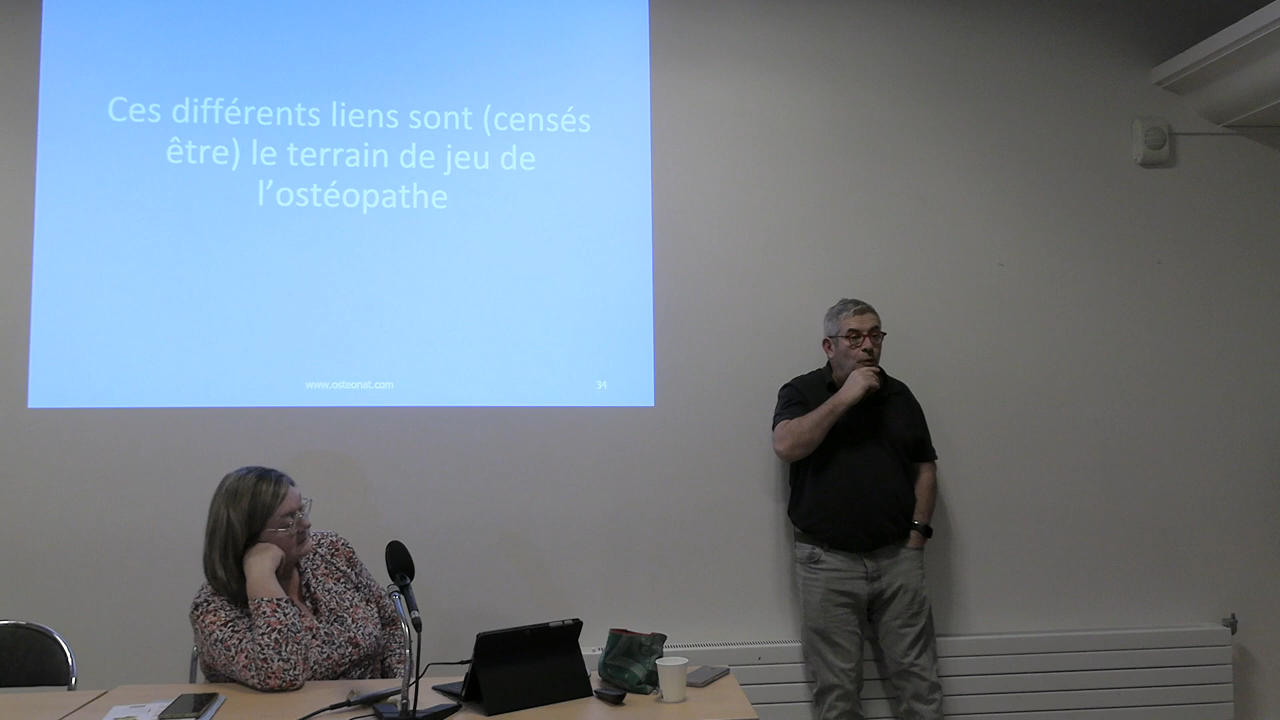 Ces différents liens sont (censés
être) le terrain de jeu de
l’ostéopathe
www.osteonat.com
34